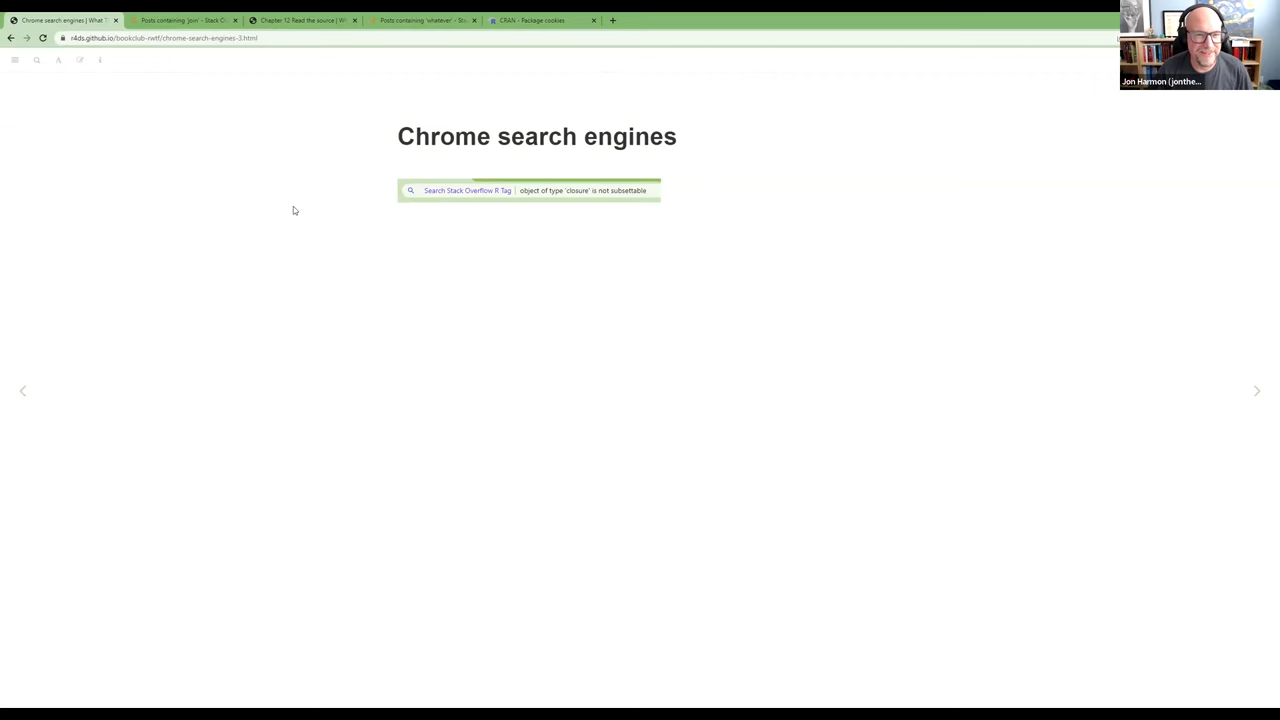 Chrome search engines | What T
Posts containing 'join' - Stack O
Chapter 12 Read the source | W
Posts containing 'whatever' - Sta
CRAN - Package cookies
r4ds.github.io/bookclub-rwtf/chrome-search-engines-3.html
Jon Harmon (jonthe...
Chrome search engines
Search Stack Overflow R Tag | object of type 'closure' is not subsettable